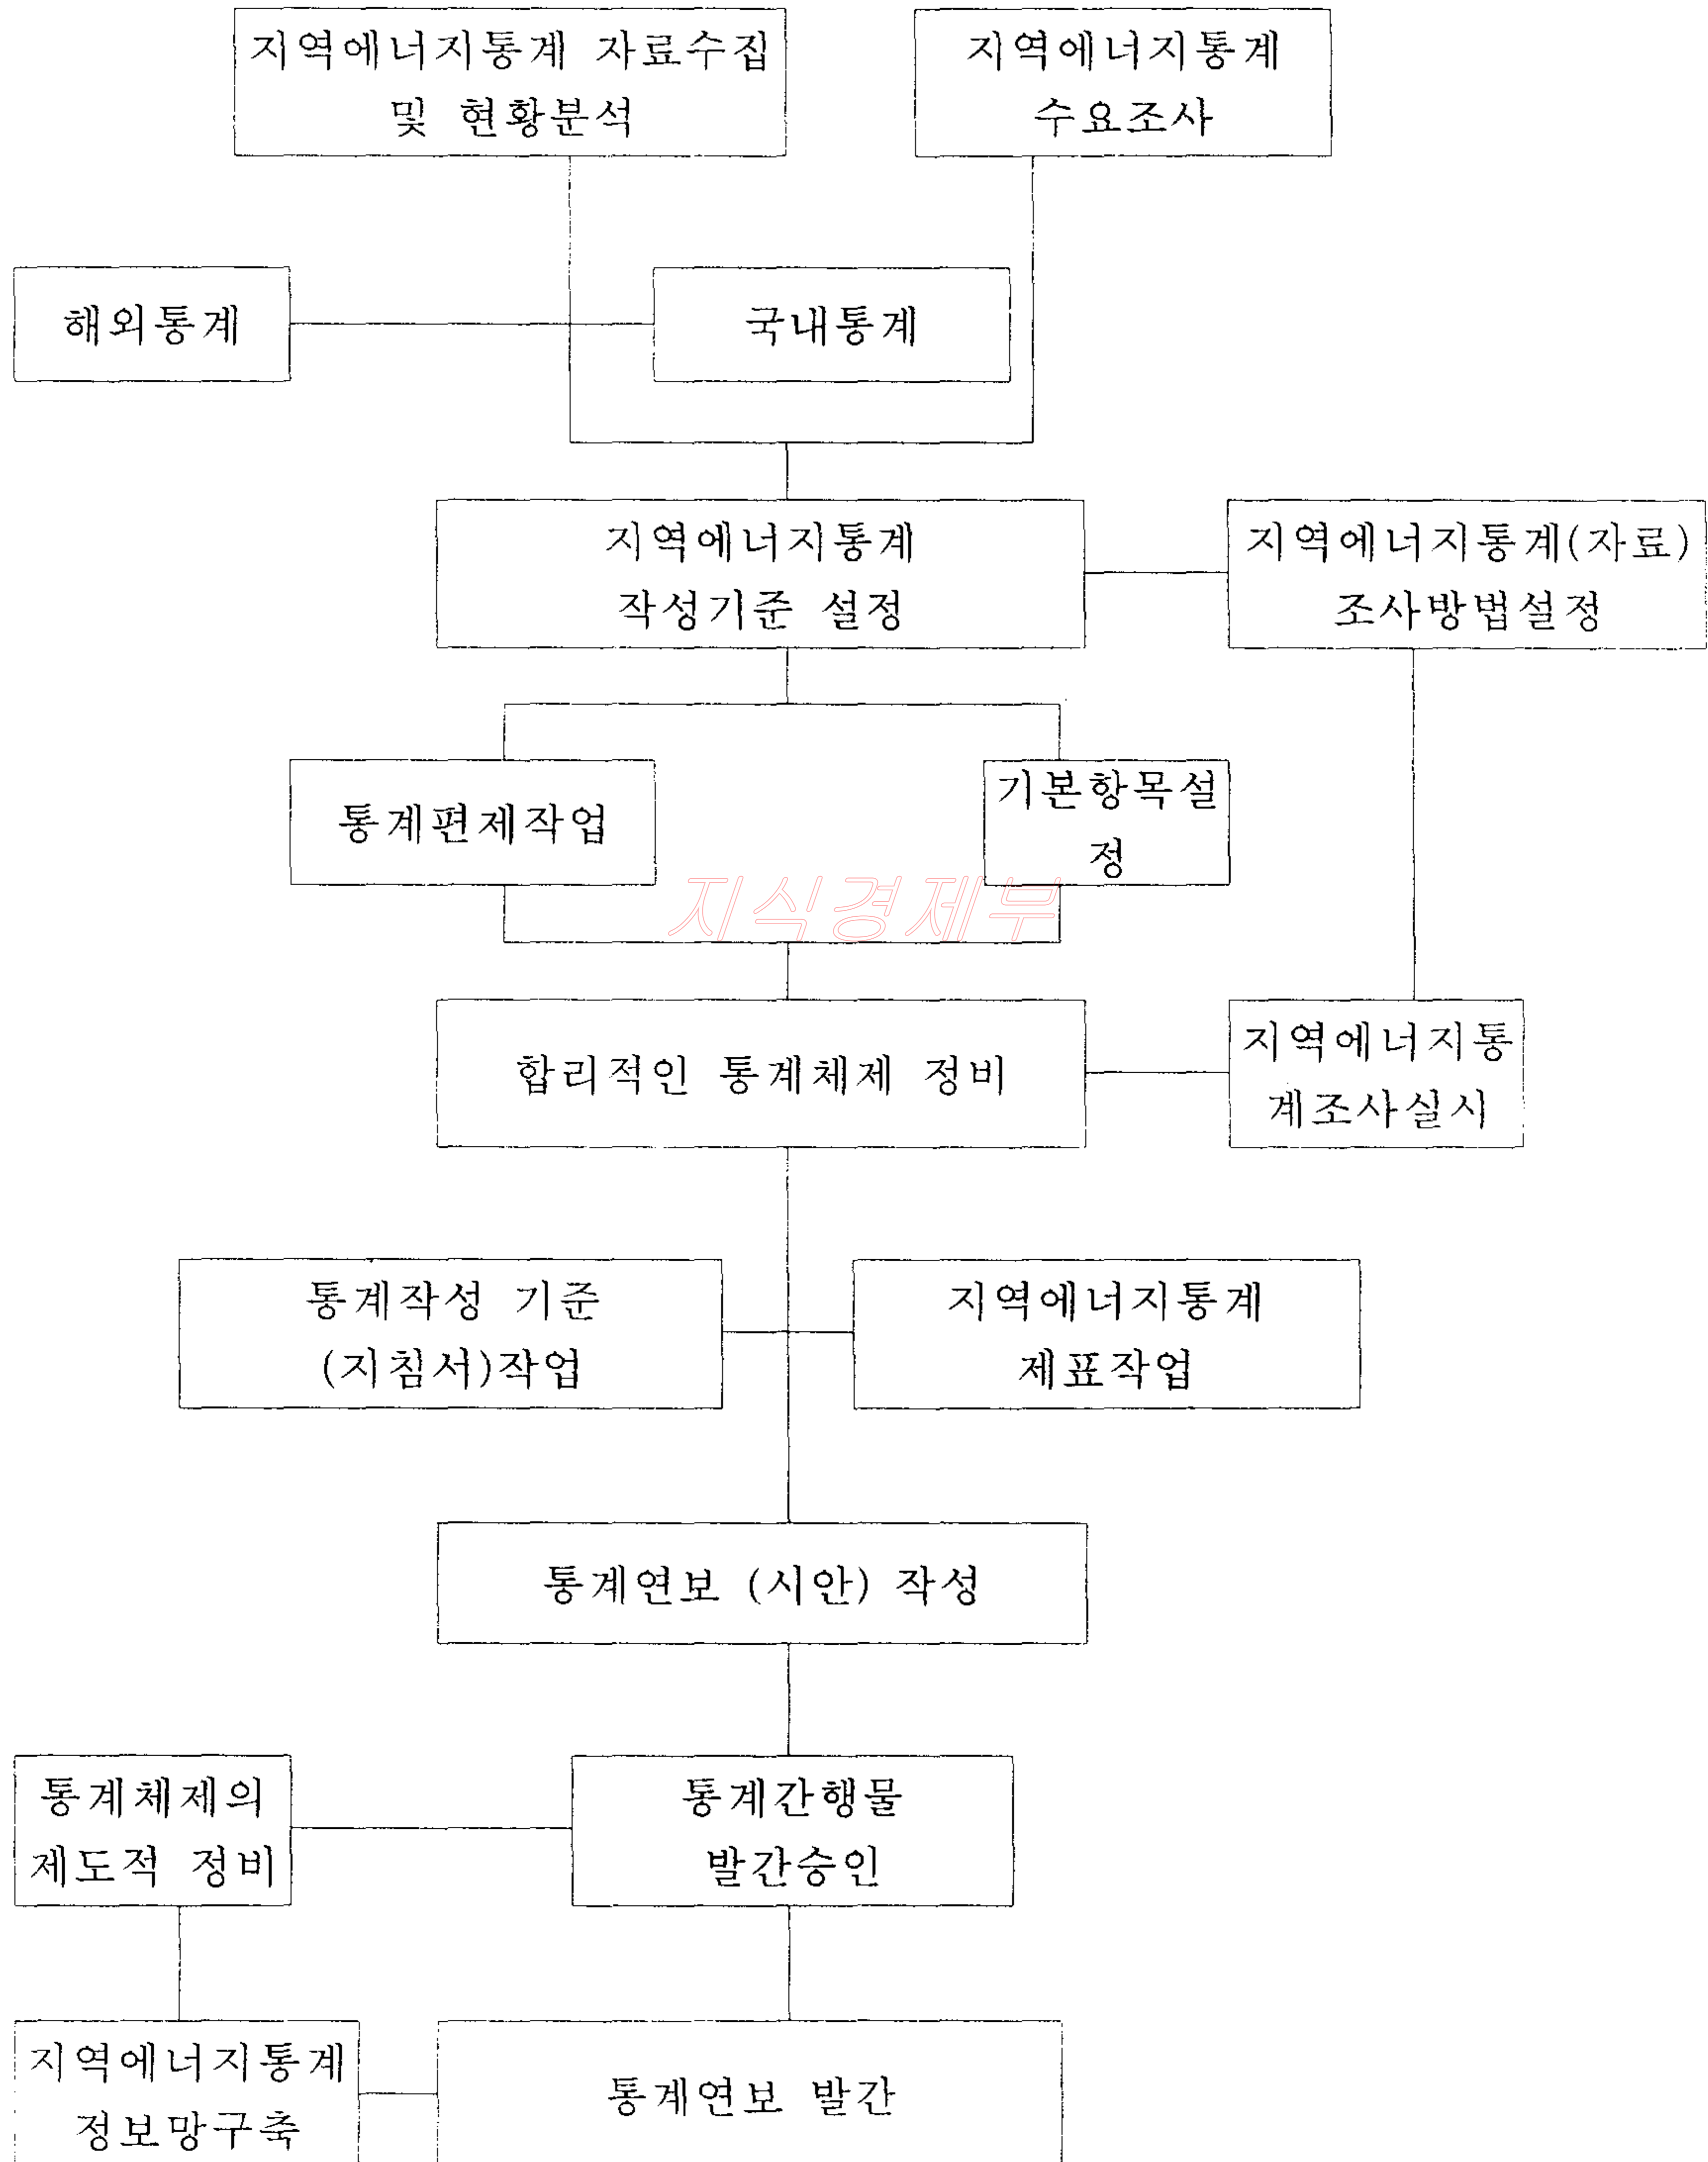 지역에너지통계 자료수집
및 현황분석
지역에너지통계
수요조사
해외통계
국내통계
지역에너지통계
작성기준 설정
지역에너지통계(자료)
조사방법설정
통계편제작업
기본항목설
정
지식경제부
합리적인 통계체제 정비
지역에너지통
계조사실시
통계작성 기준
(지침서)작업
지역에너지통계
제표작업
통계연보 (시안) 작성
통계체제의
제도적 정비
통계간행물
발간승인
지역에너지통계
정보망구축
통계연보 발간